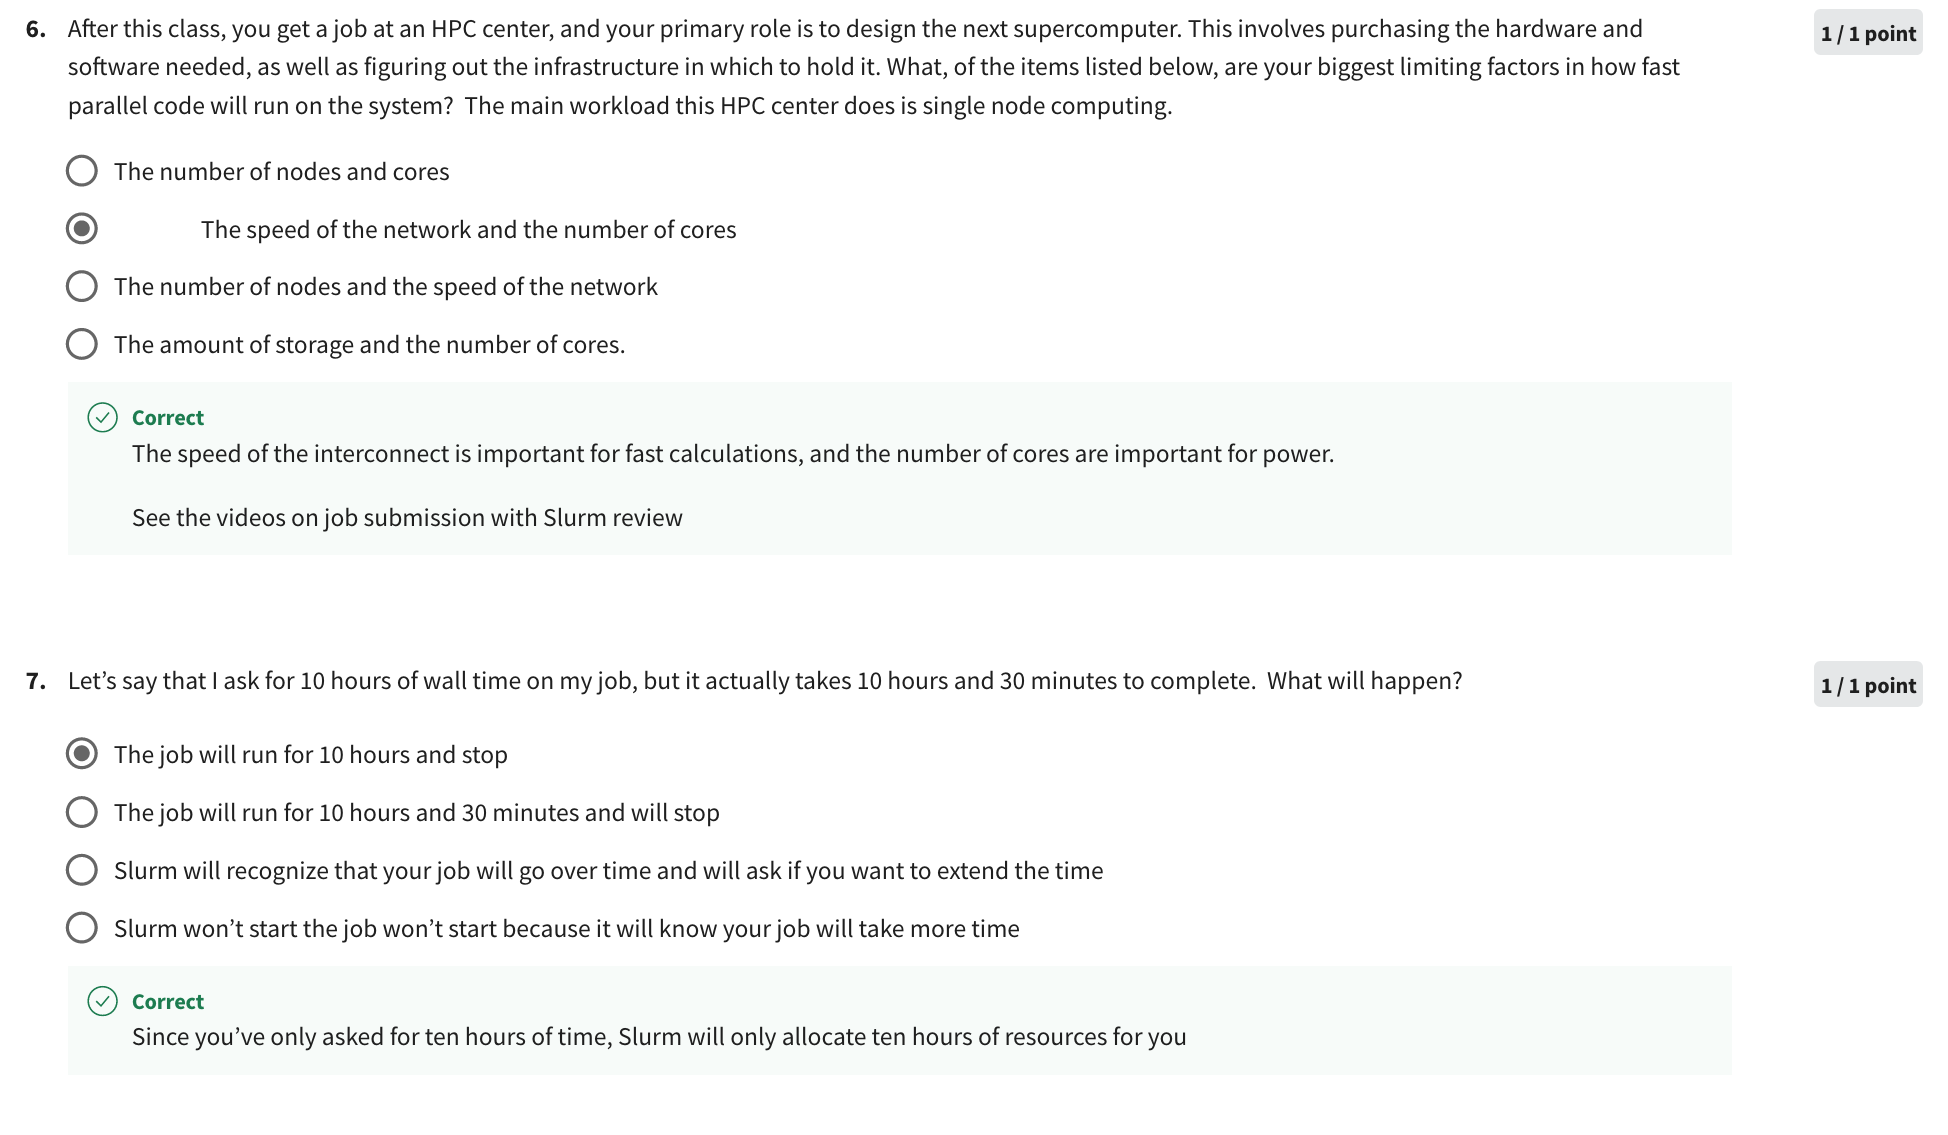 6. After this class, you get a job at an HPC center, and your primary role is to design the next supercomputer. This involves purchasing the hardware and
1 / 1 point
software needed, as well as figuring out the infrastructure in which to hold it. What, of the items listed below, are your biggest limiting factors in how fast
parallel code will run on the system?  The main workload this HPC center does is single node computing.
The number of nodes and cores
The speed of the network and the number of cores
The number of nodes and the speed of the network
The amount of storage and the number of cores.
Correct
The speed of the interconnect is important for fast calculations, and the number of cores are important for power.
See the videos on job submission with Slurm review
7. Let’s say that I ask for 10 hours of wall time on my job, but it actually takes 10 hours and 30 minutes to complete.  What will happen?
1 / 1 point
The job will run for 10 hours and stop
The job will run for 10 hours and 30 minutes and will stop
Slurm will recognize that your job will go over time and will ask if you want to extend the time
Slurm won’t start the job won’t start because it will know your job will take more time
Correct
Since you’ve only asked for ten hours of time, Slurm will only allocate ten hours of resources for you